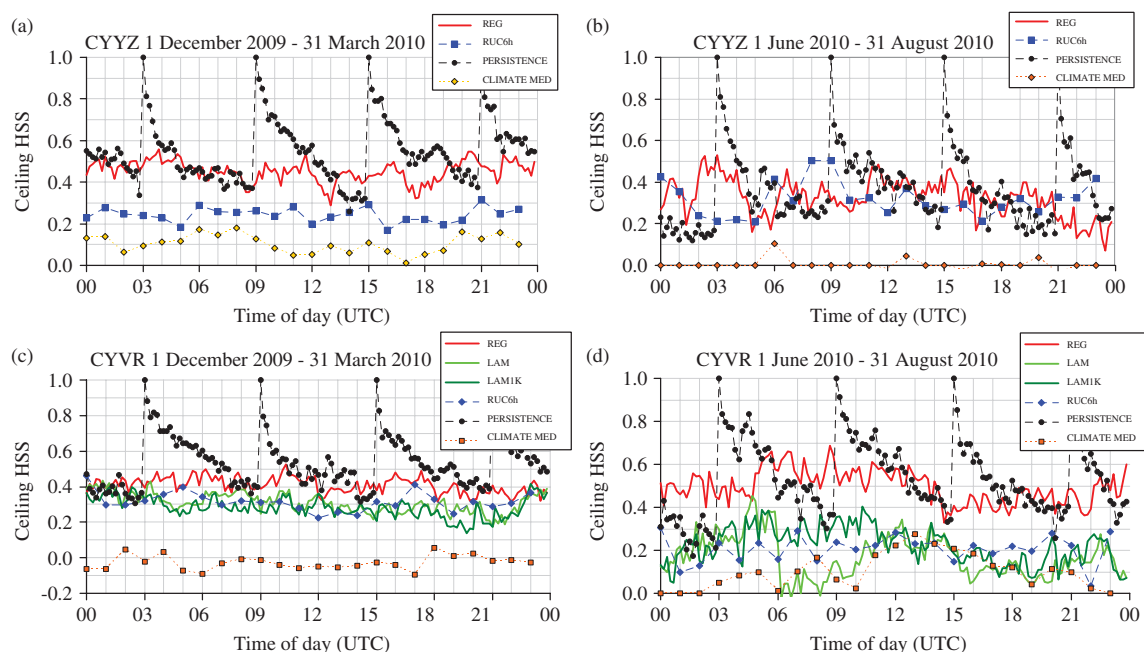 (a)
CYYZ 1 December 2009 - 31 March 2010
REG
RUC6h
PERSISTENCE
CLIMATE MED
Ceiling HSS
1.0
0.8
0.6
0.4
0.2
0.0
00 03 06 09 12 15 18 21 00
Time of day (UTC)
(b)
CYYZ 1 June 2010 - 31 August 2010
REG
RUC6h
PERSISTENCE
CLIMATE MED
Ceiling HSS
1.0
0.8
0.6
0.4
0.2
0.0
00 03 06 09 12 15 18 21 00
Time of day (UTC)
(c)
CYVR 1 December 2009 - 31 March 2010
REG
LAM
LAM1K
RUC6h
PERSISTENCE
CLIMATE MED
Ceiling HSS
1.0
0.8
0.6
0.4
0.2
0.0
-0.2
00 03 06 09 12 15 18 21 00
Time of day (UTC)
(d)
CYVR 1 June 2010 - 31 August 2010
REG
LAM
LAM1K
RUC6h
PERSISTENCE
CLIMATE MED
Ceiling HSS
1.0
0.8
0.6
0.4
0.2
0.0
00 03 06 09 12 15 18 21 00
Time of day (UTC)